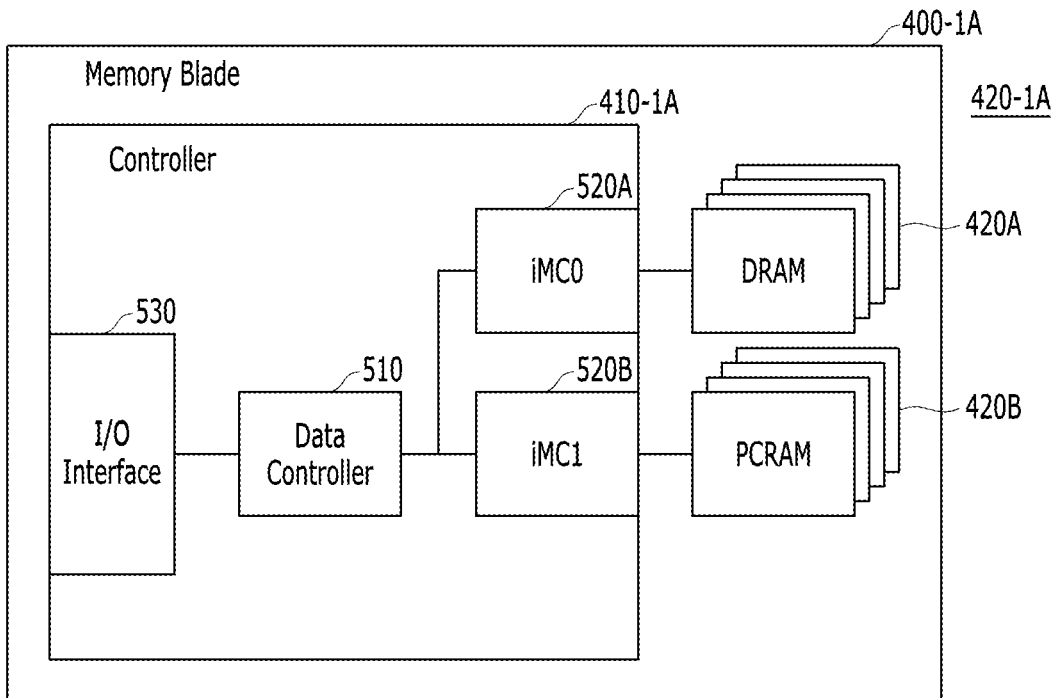 400-1A
Memory Blade
420-1A
410-1A
Controller
520A
420A
iMC0
DRAM
530
510
520B
420B
I/O
Interface
Data
Controller
iMC1
PCRAM